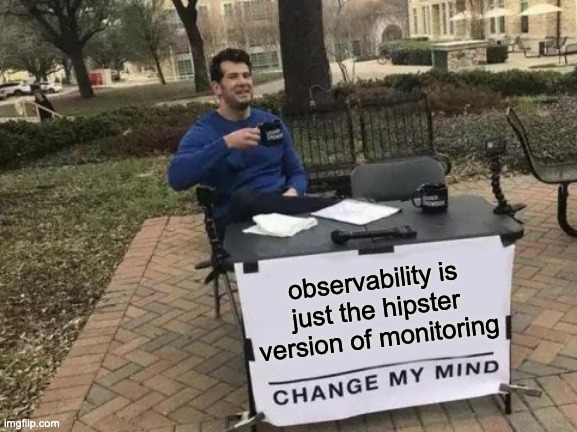 observability is
just the hipster
version of monitoring
CHANGE MY MIND
imgflip.com